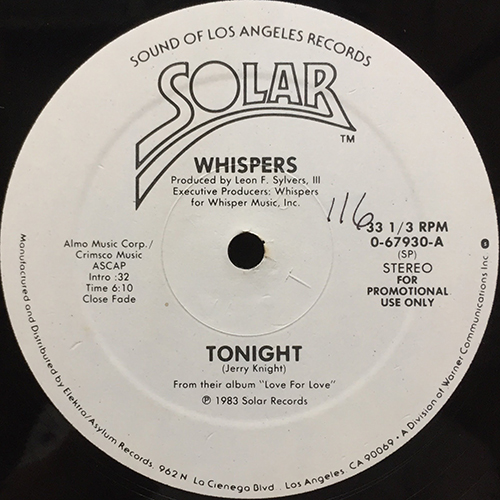 SOUND OF LOS ANGELES RECORDS
SOLAR
TM
WHISPERS
Produced by Leon F. Sylvers, III
Executive Producers: Whispers
for Whisper Music, Inc.
116
33 1/3 RPM
0-67930-A
(SP)
STEREO
FOR
PROMOTIONAL
USE ONLY
Almo Music Corp./
Crimsco Music
ASCAP
Intro :32
Time 6:10
Close Fade
TONIGHT
(Jerry Knight)
From their album "Love For Love"
℗ 1983 Solar Records
Manufactured and Distributed by Elektra/Asylum Records. 962 N. La Cienega Blvd., Los Angeles, CA 90069 • A Division of Warner Communications Inc.